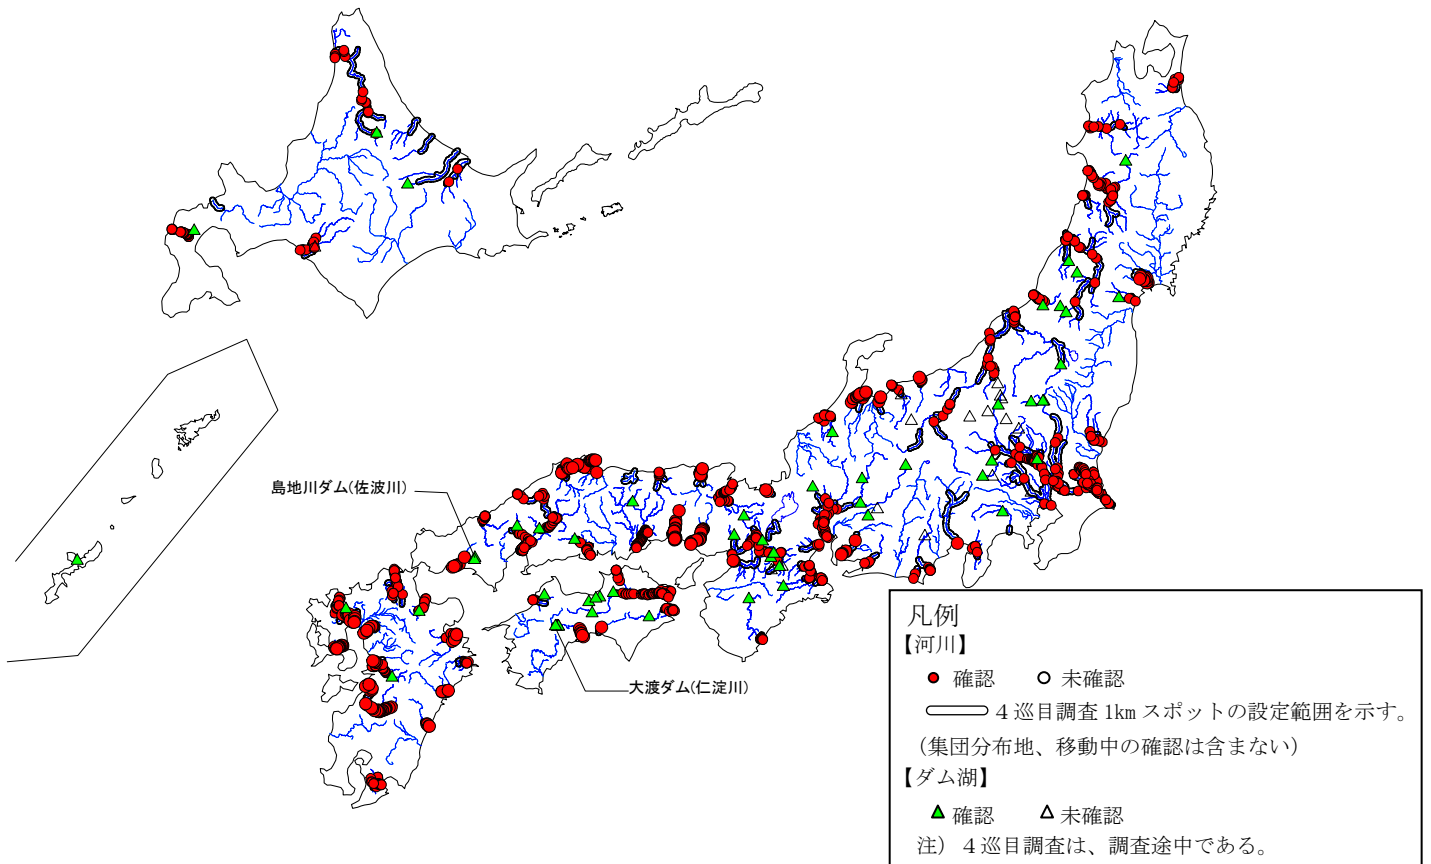 島地川ダム(佐波川)
大渡ダム(仁淀川)
凡例
【河川】
確認 未確認
４巡目調査 1km スポットの設定範囲を示す。
（集団分布地、移動中の確認は含まない）
【ダム湖】
確認 未確認
注） ４巡目調査は、調査途中である。